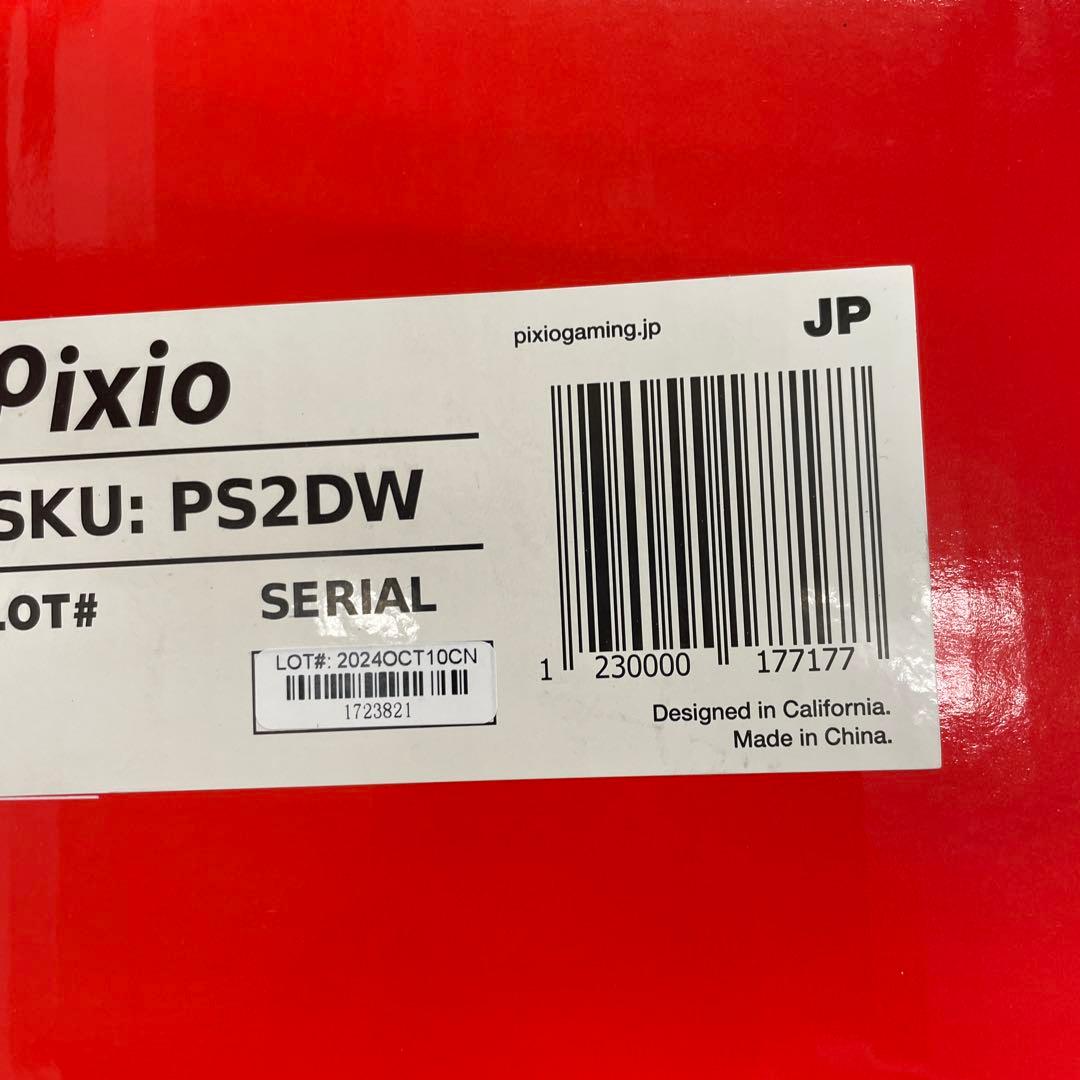 Pixio
SKU: PS2DW
LOT#
SERIAL
LOT#: 2024OCT10CN
1723821
pixiogaming.jp
JP
1 230000 177177
Designed in California.
Made in China.